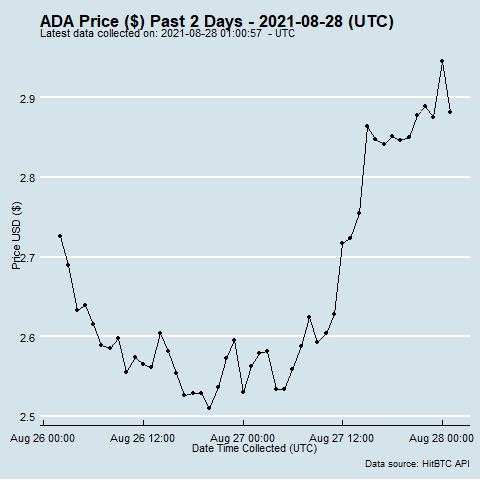 ADA Price ($) Past 2 Days - 2021-08-28 (UTC)
Latest data collected on: 2021-08-28 01:00:57 - UTC
Price USD ($)
2.9
2.8
2.7
2.6
2.5
Aug 26 00:00
Aug 26 12:00
Aug 27 00:00
Aug 27 12:00
Aug 28 00:00
Date Time Collected (UTC)
Data source: HitBTC API